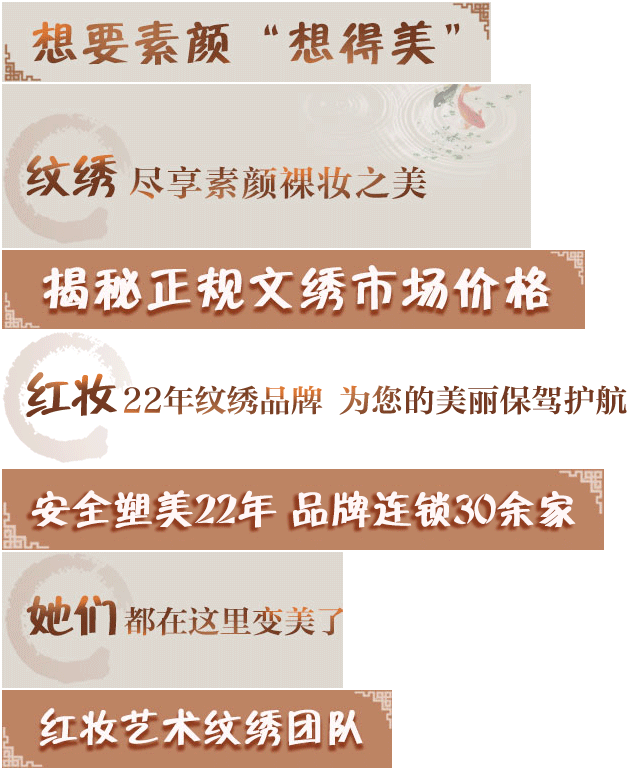 想要素颜“想得美”
纹绣 尽享素颜裸妆之美
揭秘正规文绣市场价格
红妆 22年纹绣品牌 为您的美丽保驾护航
安全塑美22年 品牌连锁30余家
她们 都在这里变美了
红妆艺术纹绣团队